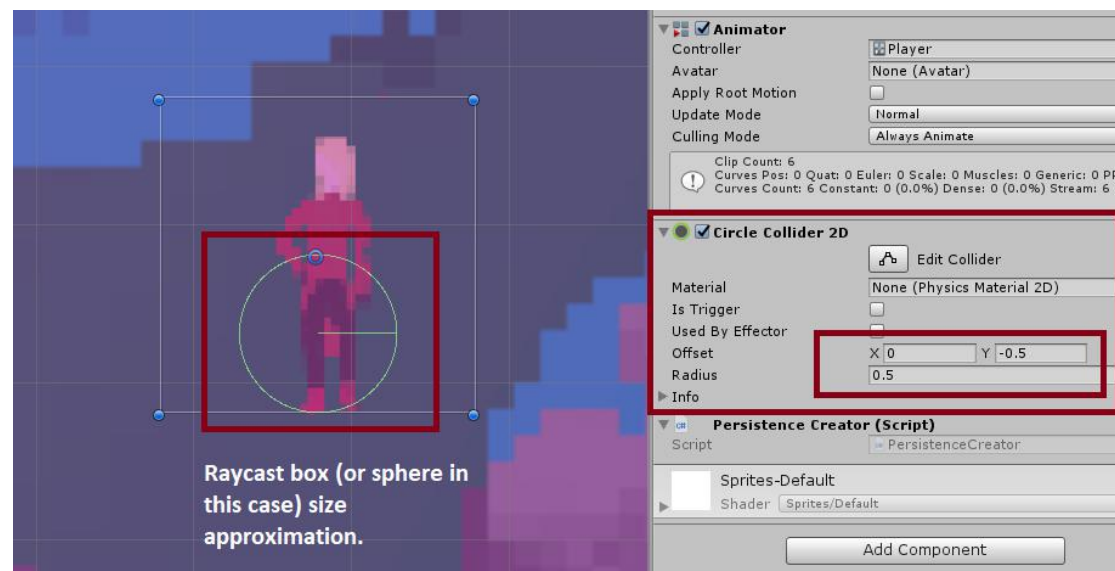 Animator
Controller Player
Avatar None (Avatar)
Apply Root Motion
Update Mode Normal
Culling Mode Always Animate
Clip Count: 6
Curves Pos: 0 Quat: 0 Euler: 0 Scale: 0 Muscles: 0 Generic: 0 PP
Curves Count: 6 Constant: 0 (0.0%) Dense: 0 (0.0%) Stream: 6
Circle Collider 2D
Edit Collider
Material None (Physics Material 2D)
Is Trigger
Used By Effector
Offset X 0 Y -0.5
Radius 0.5
Info
Persistence Creator (Script)
Script PersistenceCreator
Sprites-Default
Shader Sprites/Default
Add Component
Raycast box (or sphere in
this case) size
approximation.